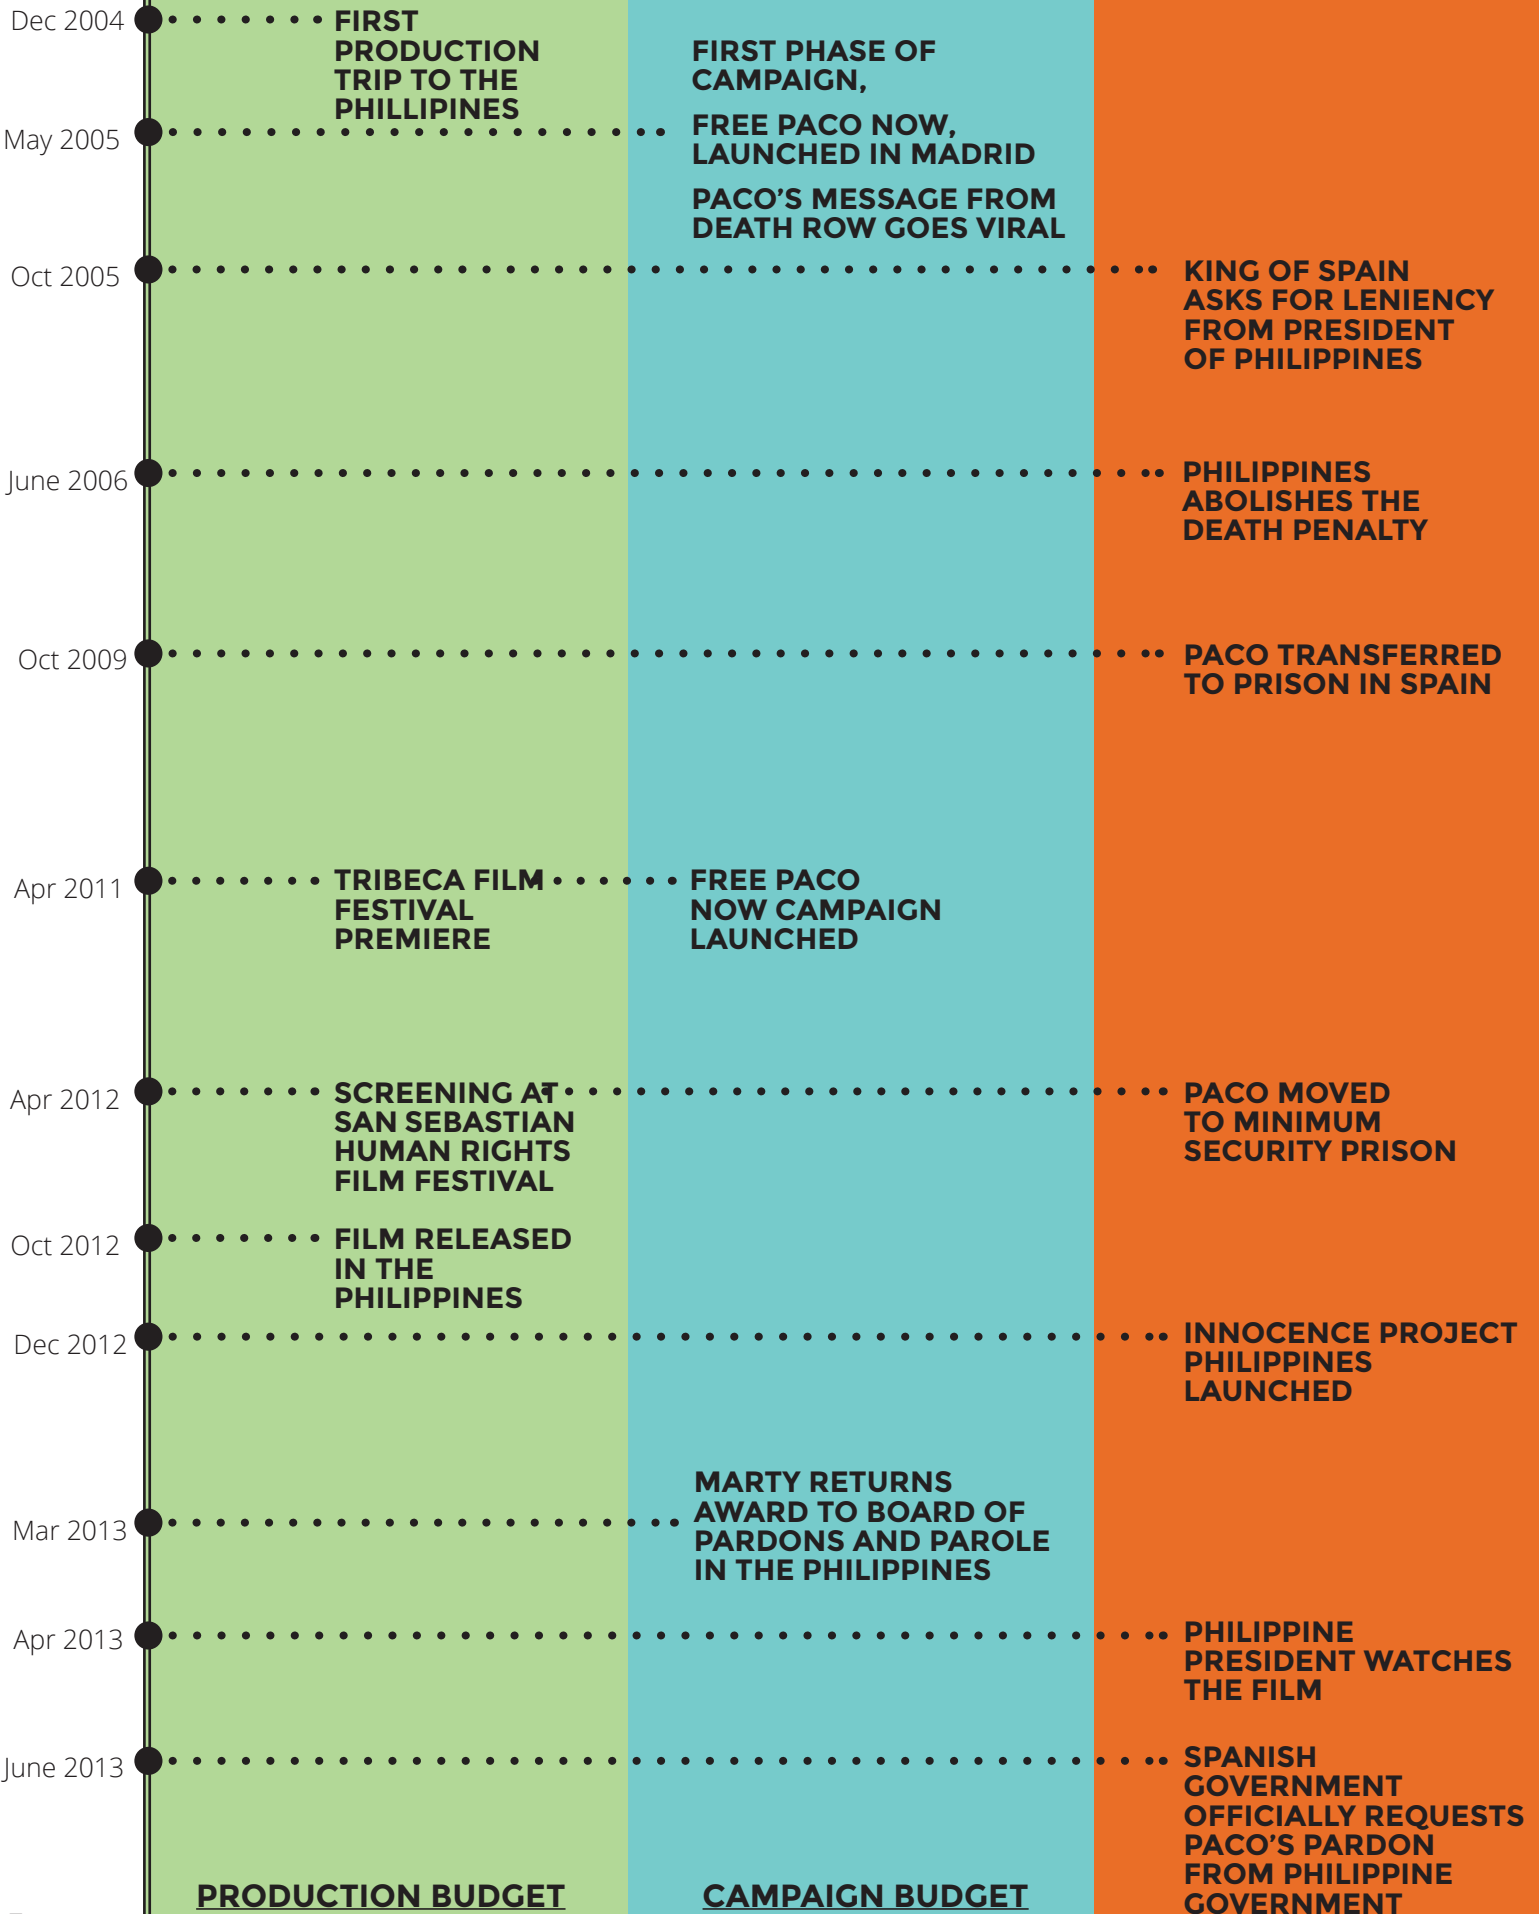 Dec 2004
FIRST
PRODUCTION
TRIP TO THE
PHILLIPINES
FIRST PHASE OF
CAMPAIGN,
May 2005
FREE PACO NOW,
LAUNCHED IN MADRID
PACO'S MESSAGE FROM
DEATH ROW GOES VIRAL
Oct 2005
KING OF SPAIN
ASKS FOR LENIENCY
FROM PRESIDENT
OF PHILIPPINES
June 2006
PHILIPPINES
ABOLISHES THE
DEATH PENALTY
Oct 2009
PACO TRANSFERRED
TO PRISON IN SPAIN
Apr 2011
TRIBECA FILM
FESTIVAL
PREMIERE
FREE PACO
NOW CAMPAIGN
LAUNCHED
Apr 2012
SCREENING AT
SAN SEBASTIAN
HUMAN RIGHTS
FILM FESTIVAL
PACO MOVED
TO MINIMUM
SECURITY PRISON
Oct 2012
FILM RELEASED
IN THE
PHILIPPINES
Dec 2012
INNOCENCE PROJECT
PHILIPPINES
LAUNCHED
Mar 2013
MARTY RETURNS
AWARD TO BOARD OF
PARDONS AND PAROLE
IN THE PHILIPPINES
Apr 2013
PHILIPPINE
PRESIDENT WATCHES
THE FILM
June 2013
SPANISH
GOVERNMENT
OFFICIALLY REQUESTS
PACO'S PARDON
FROM PHILIPPINE
GOVERNMENT
PRODUCTION BUDGET
CAMPAIGN BUDGET